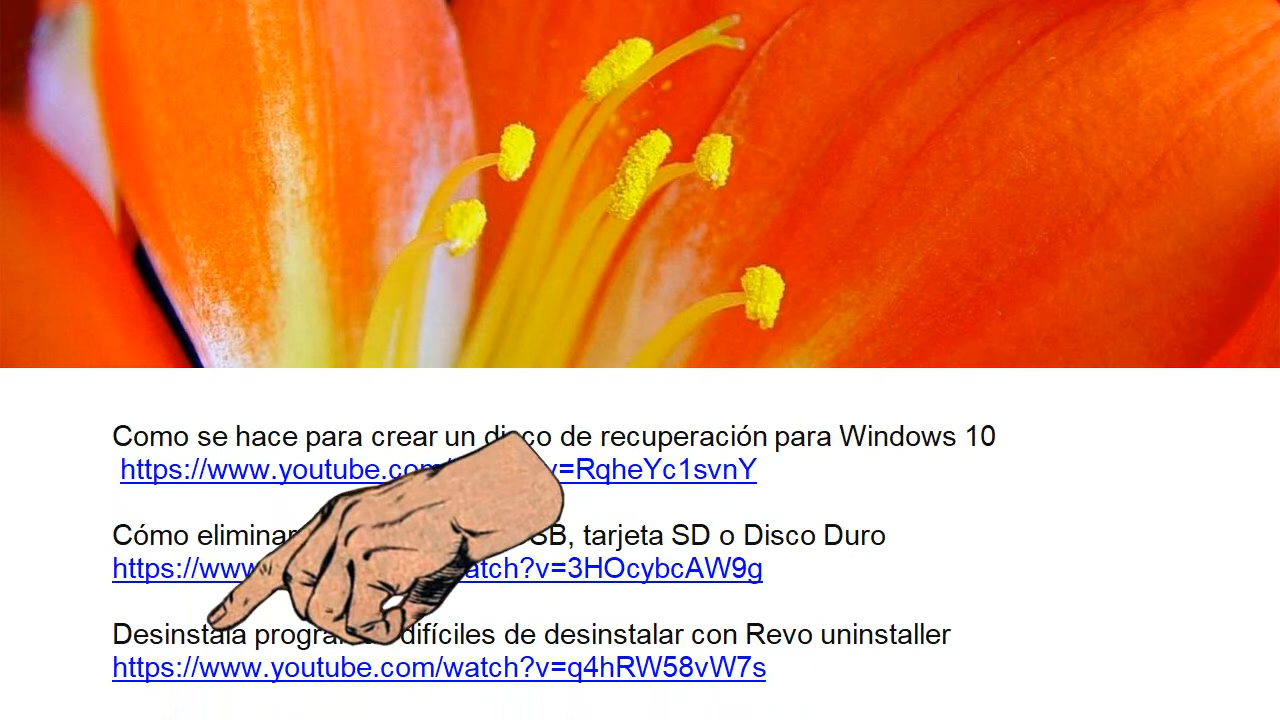 Como se hace para crear un disco de recuperación para Windows 10
https://www.youtube.com v=RqheYc1svnY
Cómo eliminar SB, tarjeta SD o Disco Duro
https://www atch?v=3HOcybcAW9g
Desinstala programas difíciles de desinstalar con Revo uninstaller
https://www.youtube.com/watch?v=q4hRW58vW7s